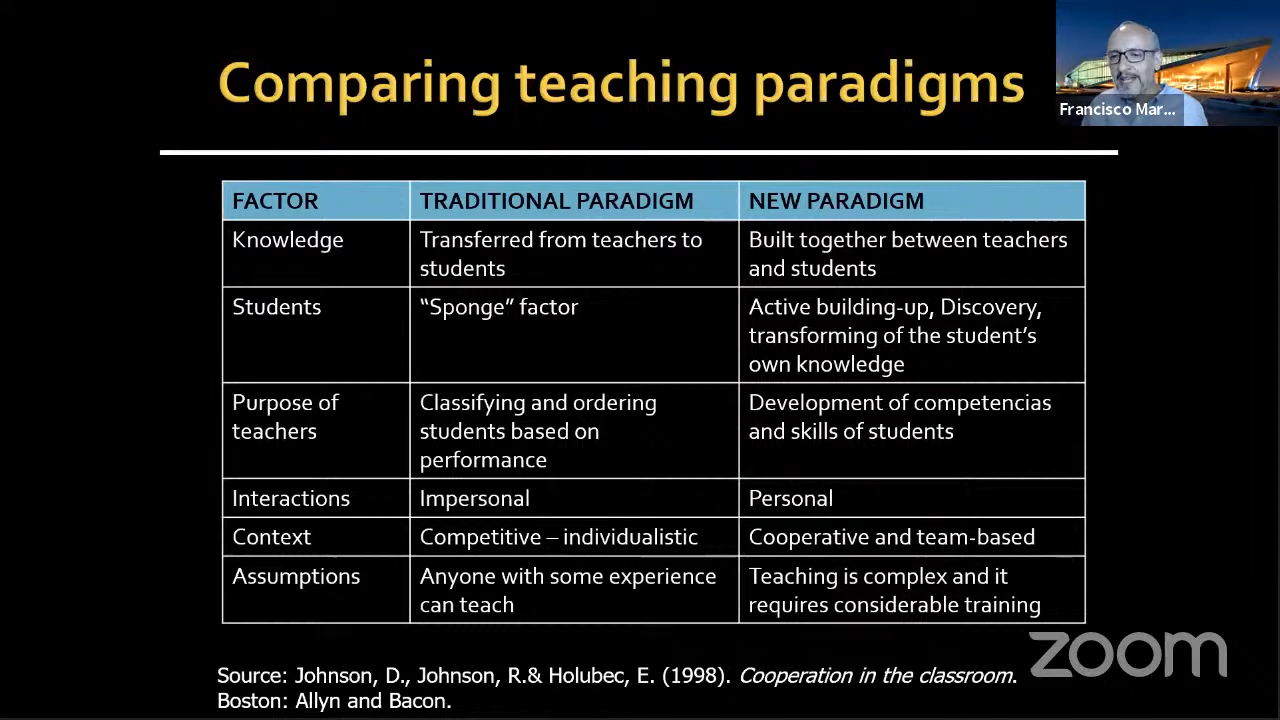 Comparing teaching paradigms
Francisco Mar...
FACTOR
TRADITIONAL PARADIGM
NEW PARADIGM
Knowledge
Transferred from teachers to
students
Built together between teachers
and students
Students
“Sponge” factor
Active building-up, Discovery,
transforming of the student’s
own knowledge
Purpose of
teachers
Classifying and ordering
students based on
performance
Development of competencias
and skills of students
Interactions
Impersonal
Personal
Context
Competitive – individualistic
Cooperative and team-based
Assumptions
Anyone with some experience
can teach
Teaching is complex and it
requires considerable training
zoom
Source: Johnson, D., Johnson, R.& Holubec, E. (1998). Cooperation in the classroom.
Boston: Allyn and Bacon.